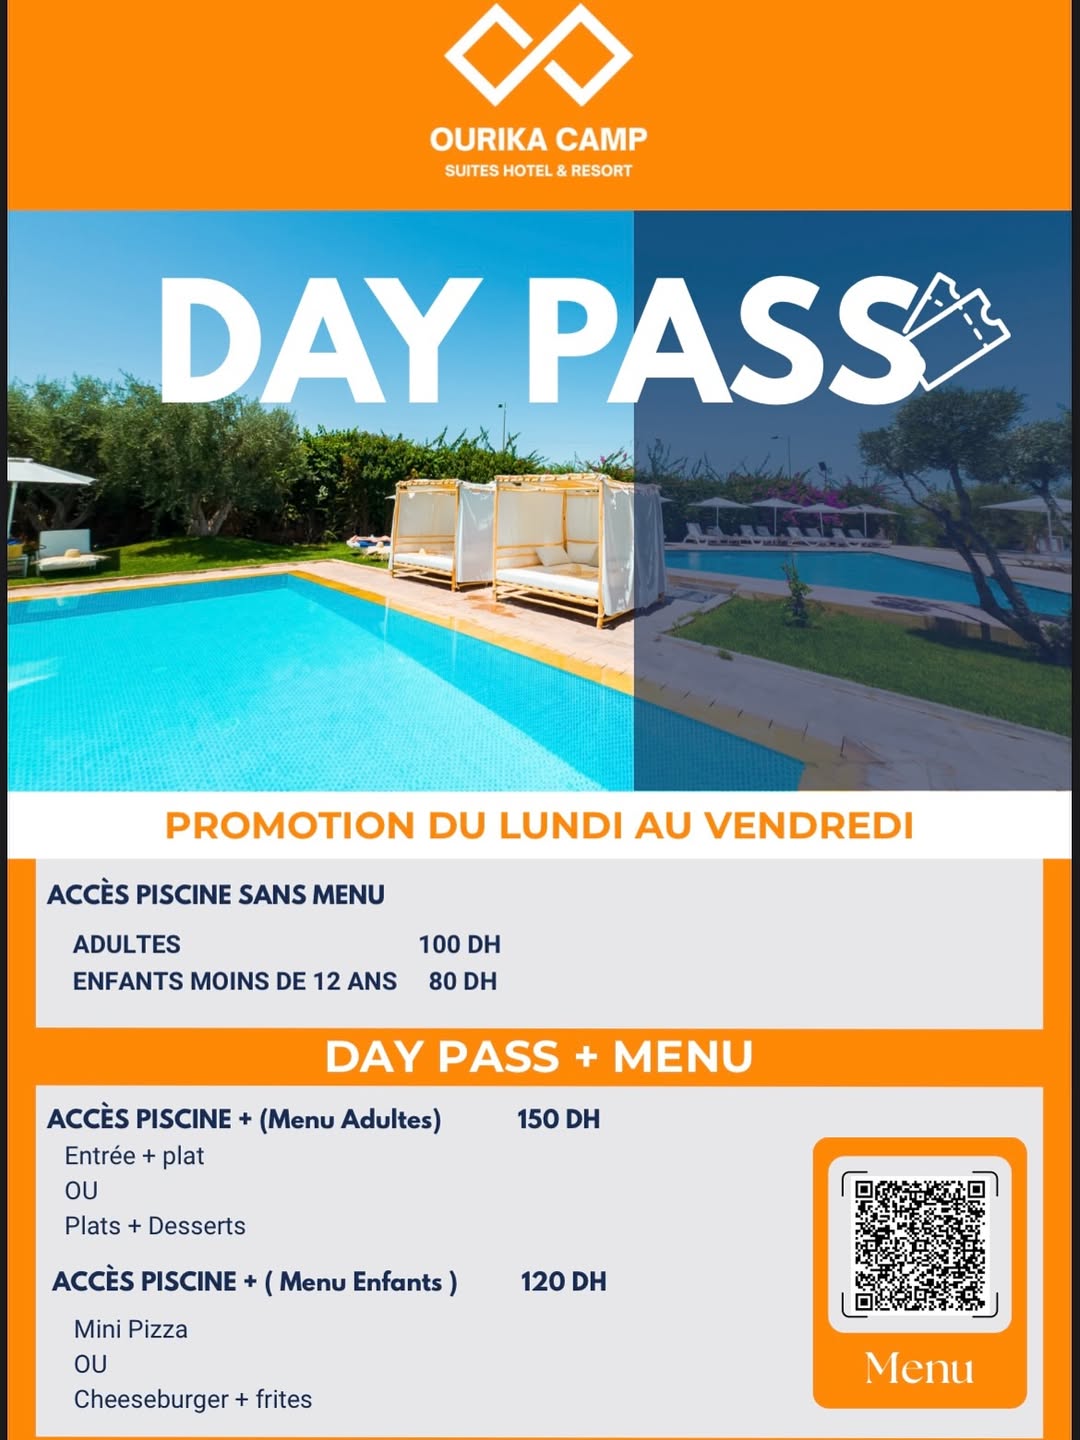 OURIKA CAMP
SUITES HOTEL & RESORT
DAY PASS
PROMOTION DU LUNDI AU VENDREDI
ACCÈS PISCINE SANS MENU
ADULTES 100 DH
ENFANTS MOINS DE 12 ANS 80 DH
DAY PASS + MENU
ACCÈS PISCINE + (Menu Adultes) 150 DH
Entrée + plat
OU
Plats + Desserts
ACCÈS PISCINE + ( Menu Enfants ) 120 DH
Mini Pizza
OU
Cheeseburger + frites
Menu